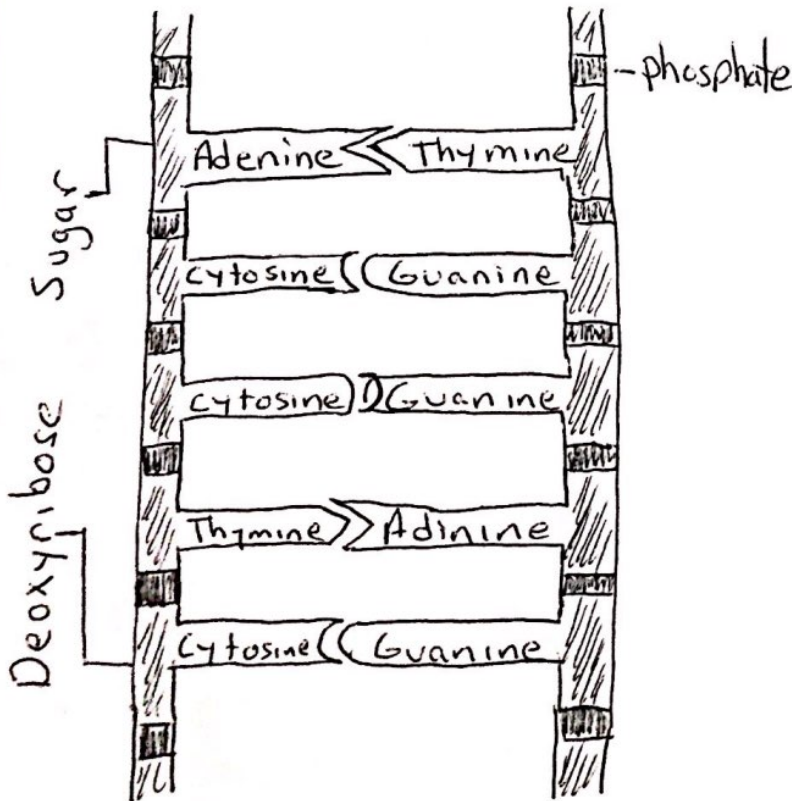 phosphate
Adenine Thymine
Sugar
Cytosine Guanine
Cytosine Guanine
Deoxyribose
Thymine Adinine
Cytosine Guanine